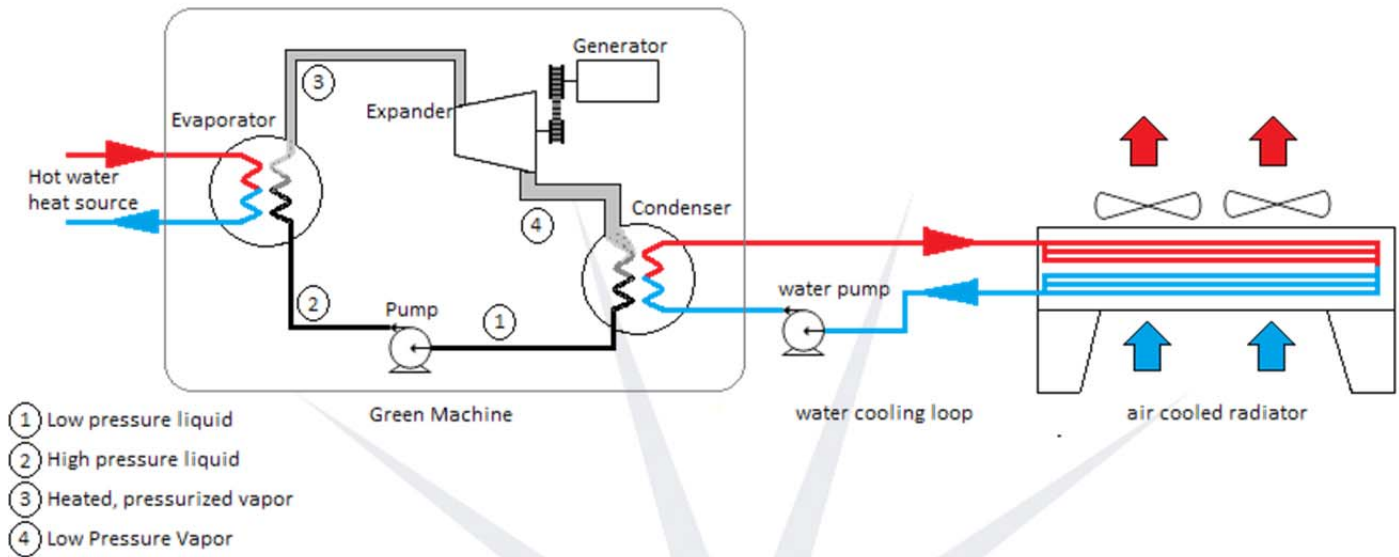 Generator
3
Expander
Evaporator
Hot water
heat source
4
Condenser
2
Pump
1
water pump
Green Machine
water cooling loop
air cooled radiator
1 Low pressure liquid
2 High pressure liquid
3 Heated, pressurized vapor
4 Low Pressure Vapor